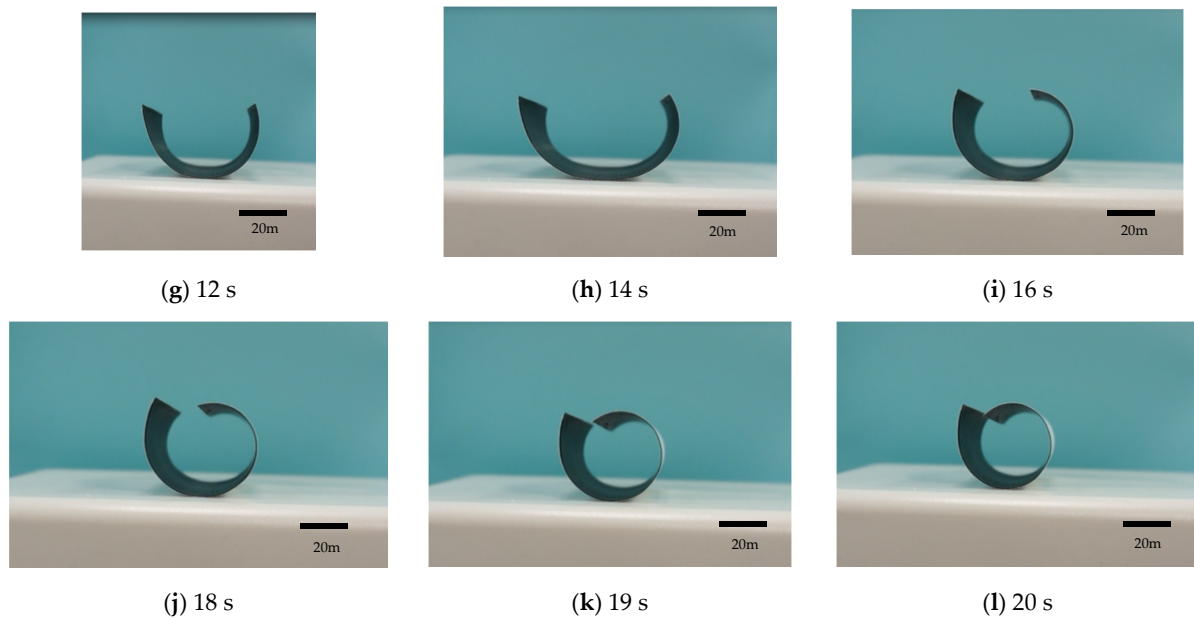 20m
20m
20m
(g) 12 s
(h) 14 s
(i) 16 s
20m
20m
20m
(j) 18 s
(k) 19 s
(l) 20 s